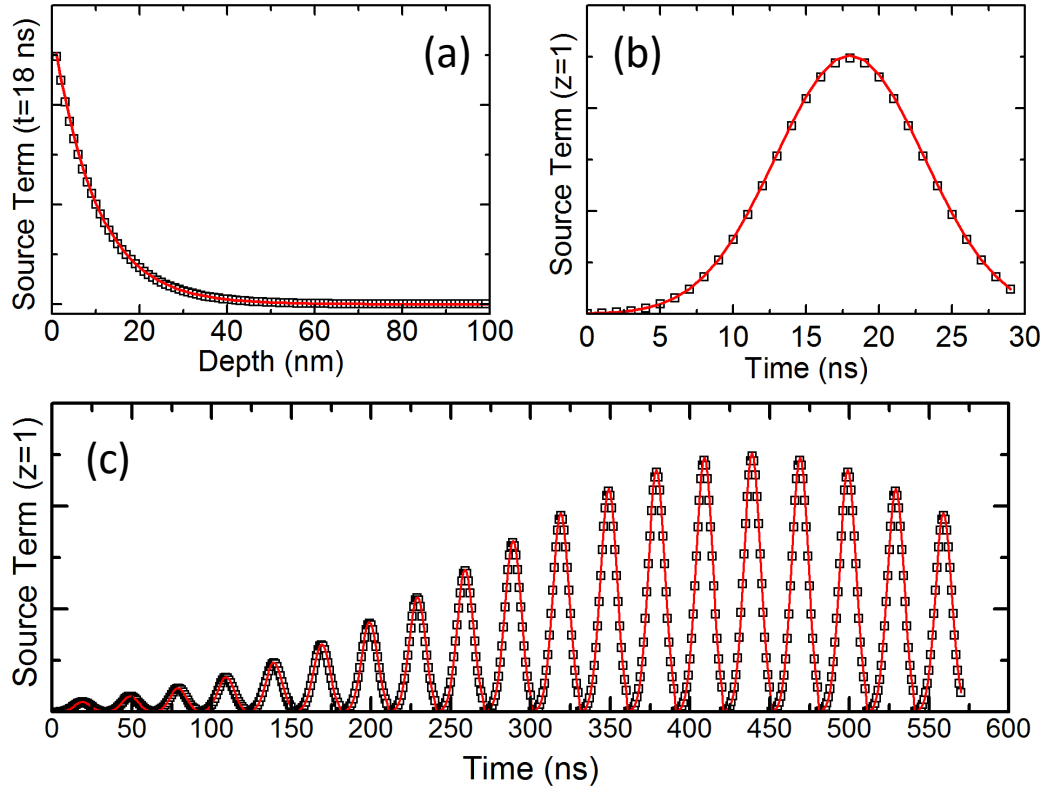 (a)
Source Term (t=18 ns)
0 20 40 60 80 100
Depth (nm)
(b)
Source Term (z=1)
0 5 10 15 20 25 30
Time (ns)
(c)
Source Term (z=1)
0 50 100 150 200 250 300 350 400 450 500 550 600
Time (ns)